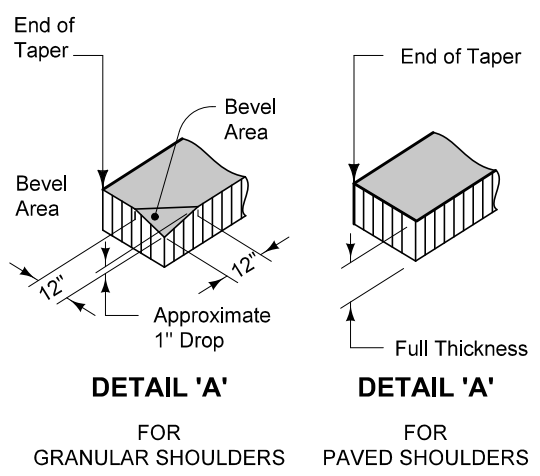 End of
Taper
Bevel
Area
Bevel
Area
12"
12"
Approximate
1" Drop
DETAIL 'A'
FOR
GRANULAR SHOULDERS
End of Taper
Full Thickness
DETAIL 'A'
FOR
PAVED SHOULDERS